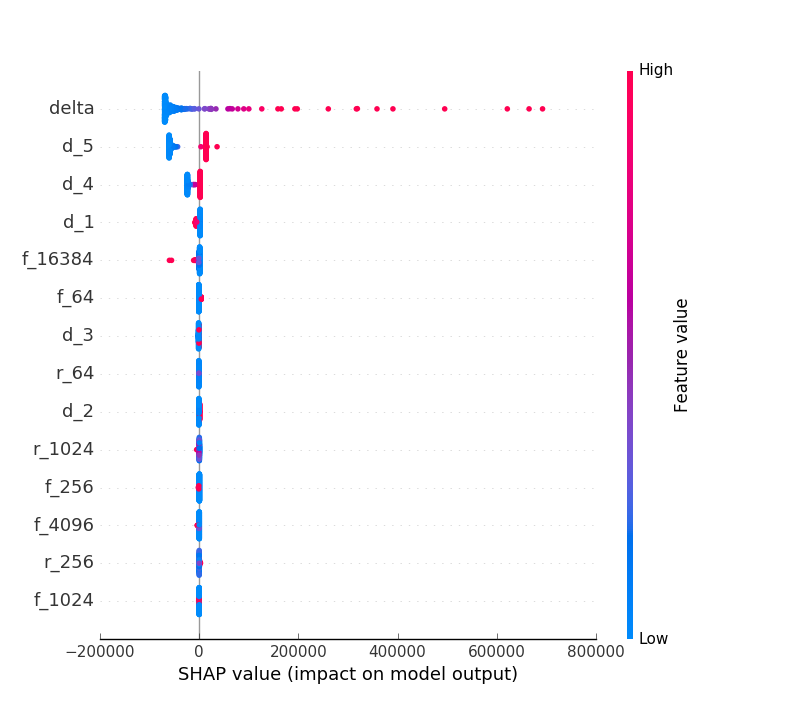 High
delta
d_5
d_4
d_1
f_16384
f_64
d_3
r_64
d_2
r_1024
f_256
f_4096
r_256
f_1024
Feature value
Low
−200000 0 200000 400000 600000 800000
SHAP value (impact on model output)